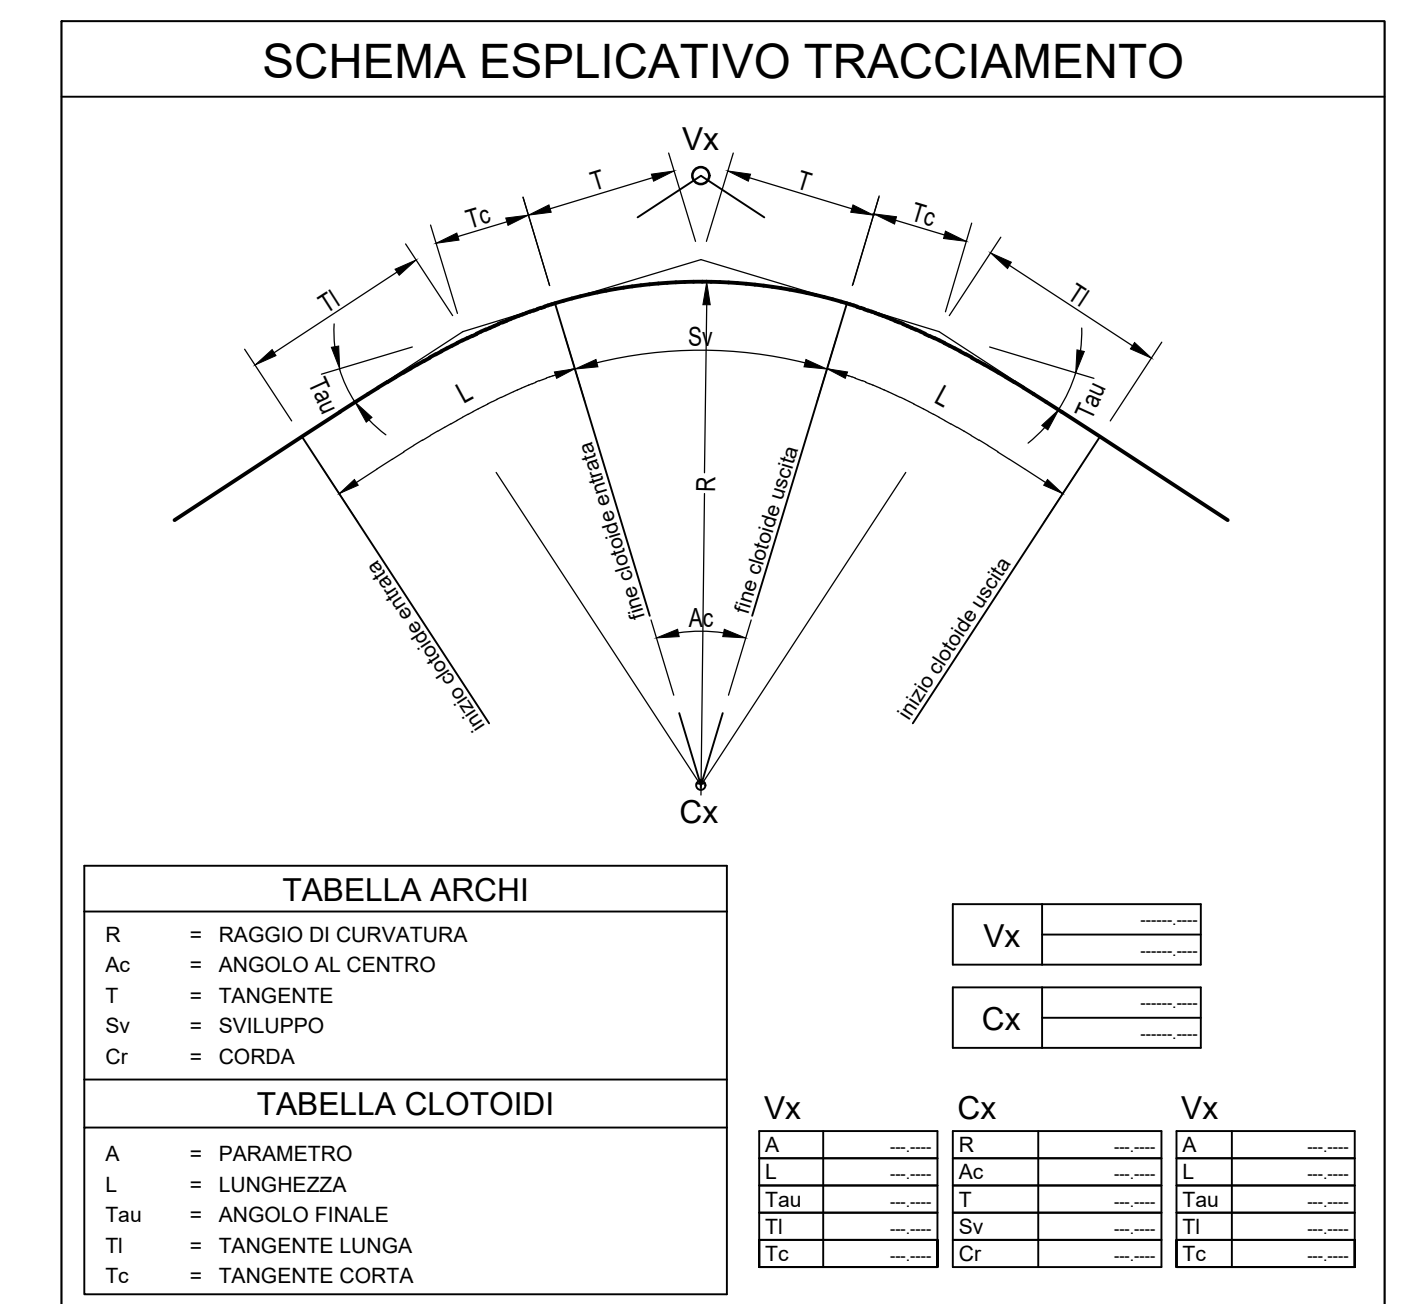 SCHEMA ESPLICATIVO TRACCIAMENTO
Vx
T
T
Tc
Tc
Tl
Tl
Sv
Tau
Tau
L
L
R
fine clotoide entrata
fine clotoide uscita
inizio clotoide entrata
inizio clotoide uscita
Ac
Cx
TABELLA ARCHI
R = RAGGIO DI CURVATURA
Ac = ANGOLO AL CENTRO
T = TANGENTE
Sv = SVILUPPO
Cr = CORDA
TABELLA CLOTOIDI
A = PARAMETRO
L = LUNGHEZZA
Tau = ANGOLO FINALE
Tl = TANGENTE LUNGA
Tc = TANGENTE CORTA
Vx ------.----
------.----
Cx ------.----
------.----
Vx Cx Vx
A ---.---- R ---.---- A ---.----
L ---.---- Ac ---.---- L ---.----
Tau ---.---- T ---.---- Tau ---.----
Tl ---.---- Sv ---.---- Tl ---.----
Tc ---.---- Cr ---.---- Tc ---.----